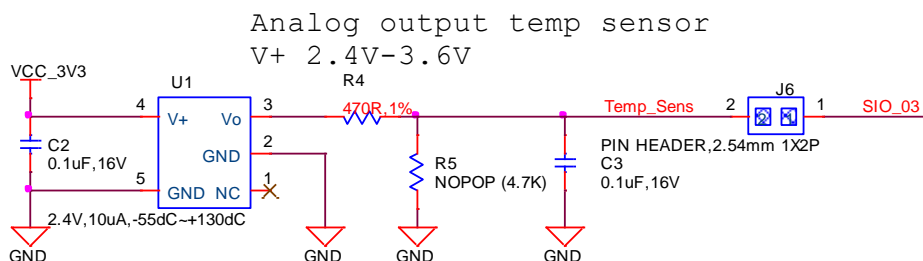 Analog output temp sensor
V+ 2.4V-3.6V
VCC_3V3
U1
R4
J6
4
V+
Vo
3
470R,1%
Temp_Sens
2
1
SIO_03
C2
0.1uF,16V
GND
2
R5
NOPOP (4.7K)
PIN HEADER,2.54mm 1X2P
C3
0.1uF,16V
5
GND
NC
1
2.4V,10uA,-55dC~+130dC
GND
GND
GND
GND